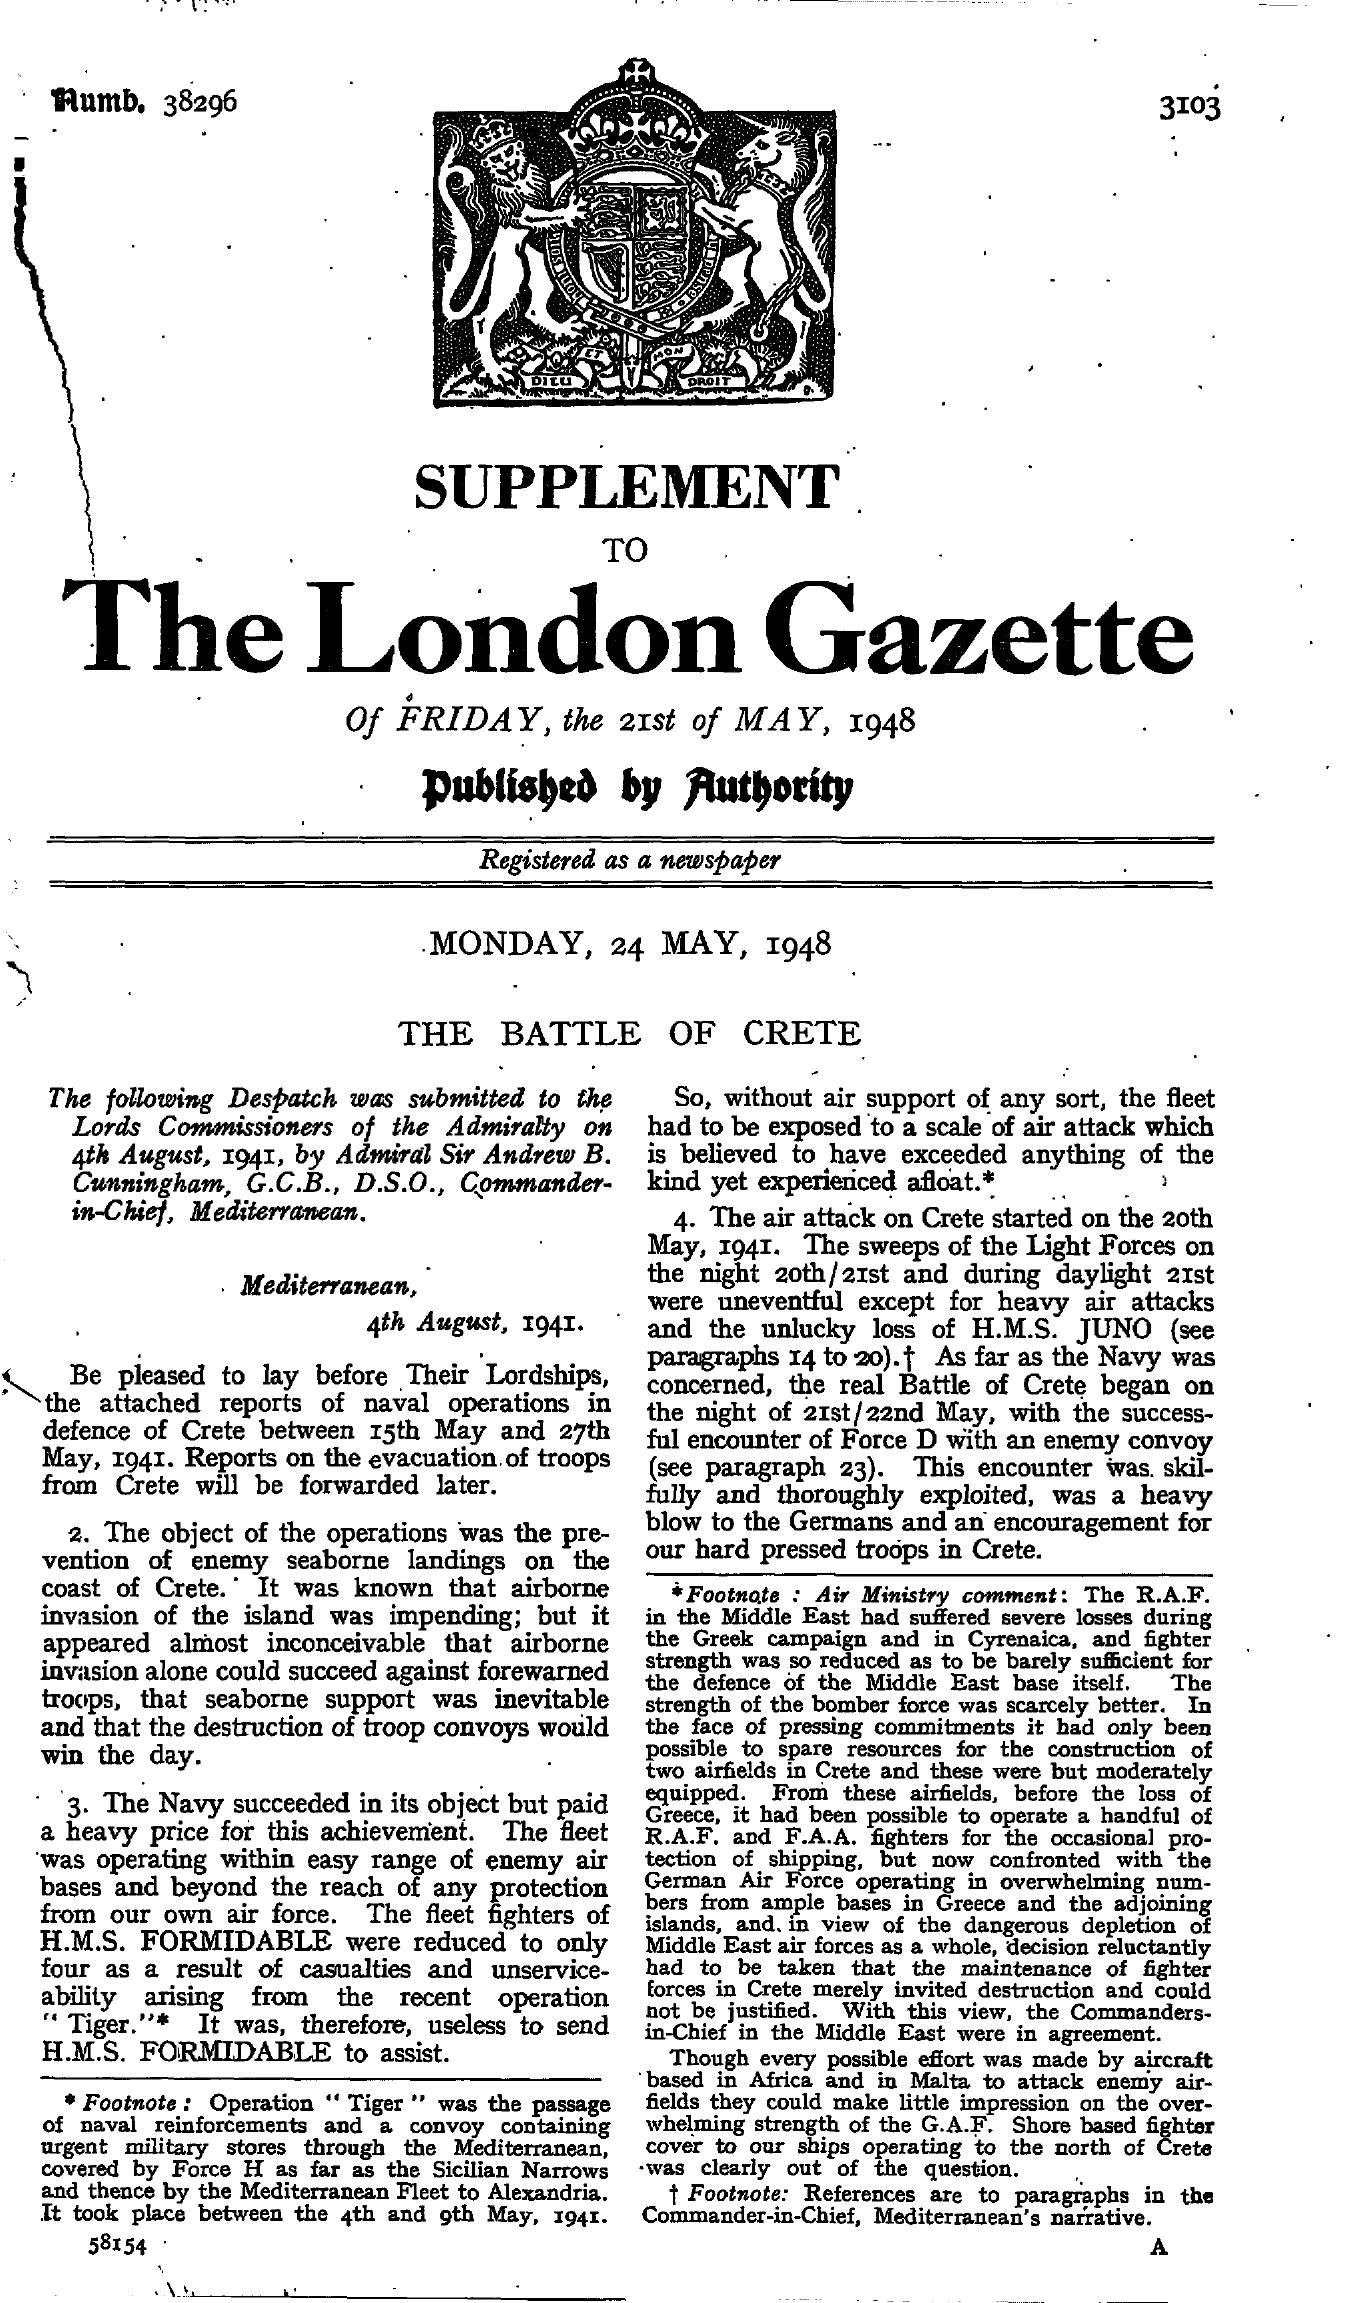 Numb. 38296
3103
DIEU ET MON DROIT
SUPPLEMENT
TO
The London Gazette
Of FRIDAY, the 21st of MAY, 1948
Published by Authority
Registered as a newspaper
MONDAY, 24 MAY, 1948
THE BATTLE OF CRETE
The following Despatch was submitted to the
Lords Commissioners of the Admiralty on
4th August, 1941, by Admiral Sir Andrew B.
Cunningham, G.C.B., D.S.O., Commander-
in-Chief, Mediterranean.
Mediterranean,
4th August, 1941.
Be pleased to lay before Their Lordships,
the attached reports of naval operations in
defence of Crete between 15th May and 27th
May, 1941. Reports on the evacuation of troops
from Crete will be forwarded later.
2. The object of the operations was the pre-
vention of enemy seaborne landings on the
coast of Crete. It was known that airborne
invasion of the island was impending; but it
appeared almost inconceivable that airborne
invasion alone could succeed against forewarned
troops, that seaborne support was inevitable
and that the destruction of troop convoys would
win the day.
3. The Navy succeeded in its object but paid
a heavy price for this achievement. The fleet
was operating within easy range of enemy air
bases and beyond the reach of any protection
from our own air force. The fleet fighters of
H.M.S. FORMIDABLE were reduced to only
four as a result of casualties and unservice-
ability arising from the recent operation
" Tiger."* It was, therefore, useless to send
H.M.S. FORMIDABLE to assist.
* Footnote : Operation " Tiger " was the passage
of naval reinforcements and a convoy containing
urgent military stores through the Mediterranean,
covered by Force H as far as the Sicilian Narrows
and thence by the Mediterranean Fleet to Alexandria.
It took place between the 4th and 9th May, 1941.
58154
So, without air support of any sort, the fleet
had to be exposed to a scale of air attack which
is believed to have exceeded anything of the
kind yet experienced afloat.*
4. The air attack on Crete started on the 20th
May, 1941. The sweeps of the Light Forces on
the night 20th/21st and during daylight 21st
were uneventful except for heavy air attacks
and the unlucky loss of H.M.S. JUNO (see
paragraphs 14 to 20).† As far as the Navy was
concerned, the real Battle of Crete began on
the night of 21st/22nd May, with the success-
ful encounter of Force D with an enemy convoy
(see paragraph 23). This encounter was skil-
fully and thoroughly exploited, was a heavy
blow to the Germans and an encouragement for
our hard pressed troops in Crete.
* Footnote : Air Ministry comment: The R.A.F.
in the Middle East had suffered severe losses during
the Greek campaign and in Cyrenaica, and fighter
strength was so reduced as to be barely sufficient for
the defence of the Middle East base itself. The
strength of the bomber force was scarcely better. In
the face of pressing commitments it had only been
possible to spare resources for the construction of
two airfields in Crete and these were but moderately
equipped. From these airfields, before the loss of
Greece, it had been possible to operate a handful of
R.A.F. and F.A.A. fighters for the occasional pro-
tection of shipping, but now confronted with the
German Air Force operating in overwhelming num-
bers from ample bases in Greece and the adjoining
islands, and in view of the dangerous depletion of
Middle East air forces as a whole, decision reluctantly
had to be taken that the maintenance of fighter
forces in Crete merely invited destruction and could
not be justified. With this view, the Commanders-
in-Chief in the Middle East were in agreement.
Though every possible effort was made by aircraft
based in Africa and in Malta to attack enemy air-
fields they could make little impression on the over-
whelming strength of the G.A.F. Shore based fighter
cover to our ships operating to the north of Crete
was clearly out of the question.
† Footnote: References are to paragraphs in the
Commander-in-Chief, Mediterranean's narrative.
A